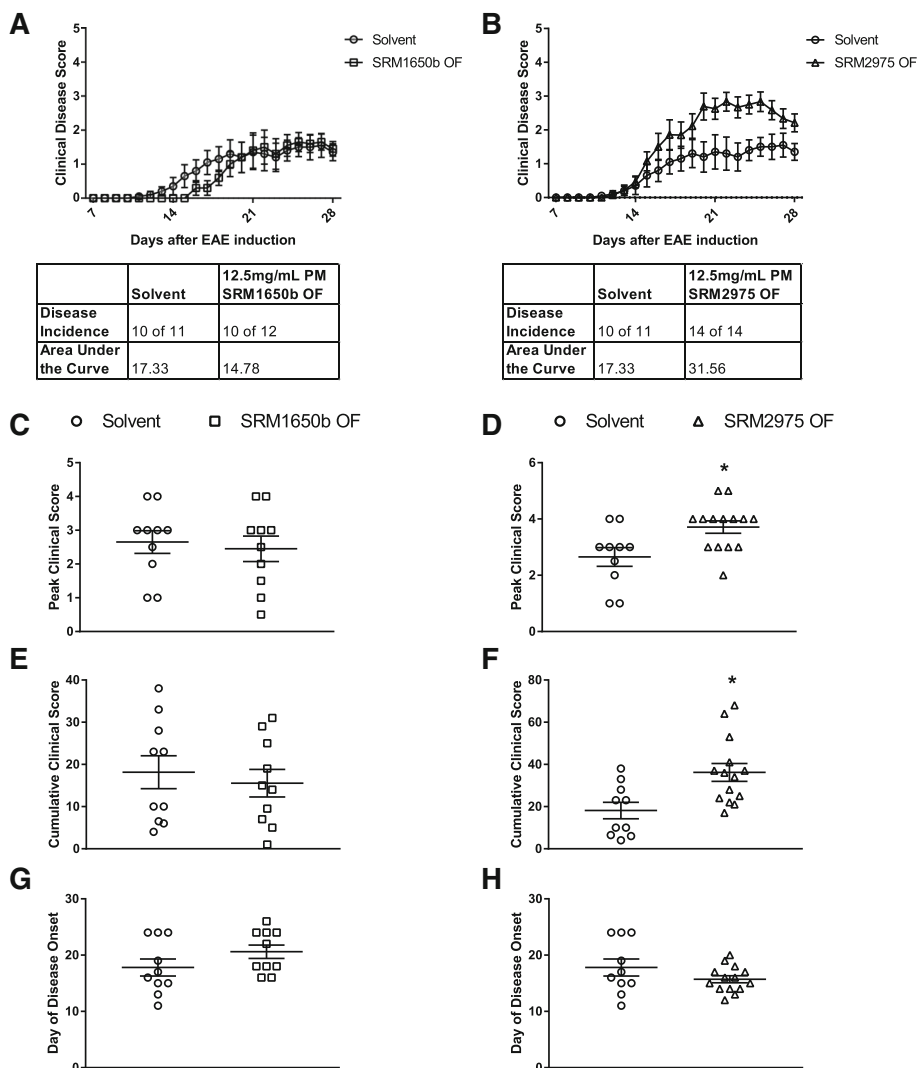 A
Clinical Disease Score
5
4
3
2
1
0
7
14
21
28
Days after EAE induction
Solvent
SRM1650b OF
B
Clinical Disease Score
5
4
3
2
1
0
7
14
21
28
Days after EAE induction
Solvent
SRM2975 OF
Solvent
12.5mg/mL PM
SRM1650b OF
Disease
Incidence
10 of 11
10 of 12
Area Under
the Curve
17.33
14.78
Solvent
12.5mg/mL PM
SRM2975 OF
Disease
Incidence
10 of 11
14 of 14
Area Under
the Curve
17.33
31.56
C
Solvent
SRM1650b OF
Peak Clinical Score
5
4
3
2
1
0
D
Solvent
SRM2975 OF
Peak Clinical Score
6
4
2
0
*
E
Cumulative Clinical Score
40
30
20
10
0
F
Cumulative Clinical Score
80
60
40
20
0
*
G
Day of Disease Onset
30
20
10
0
H
Day of Disease Onset
30
20
10
0